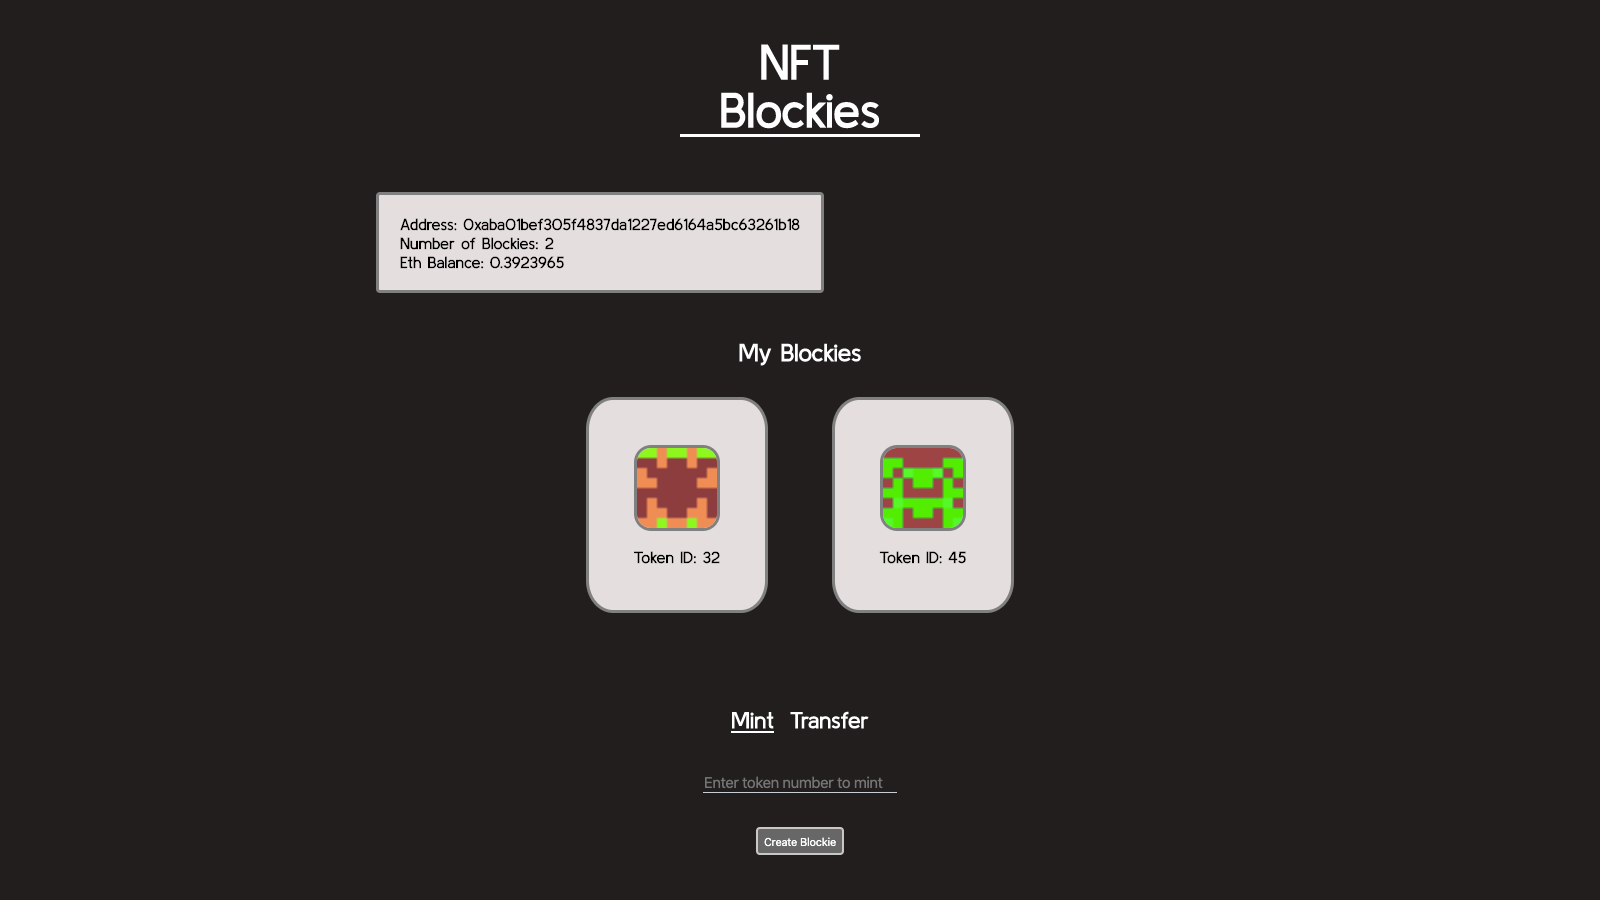 NFT
Blockies
Address: 0xaba01bef305f4837da1227ed6164a5bc63261b18
Number of Blockies: 2
Eth Balance: 0.3923965
My Blockies
Token ID: 32
Token ID: 45
Mint Transfer
Enter token number to mint
Create Blockie